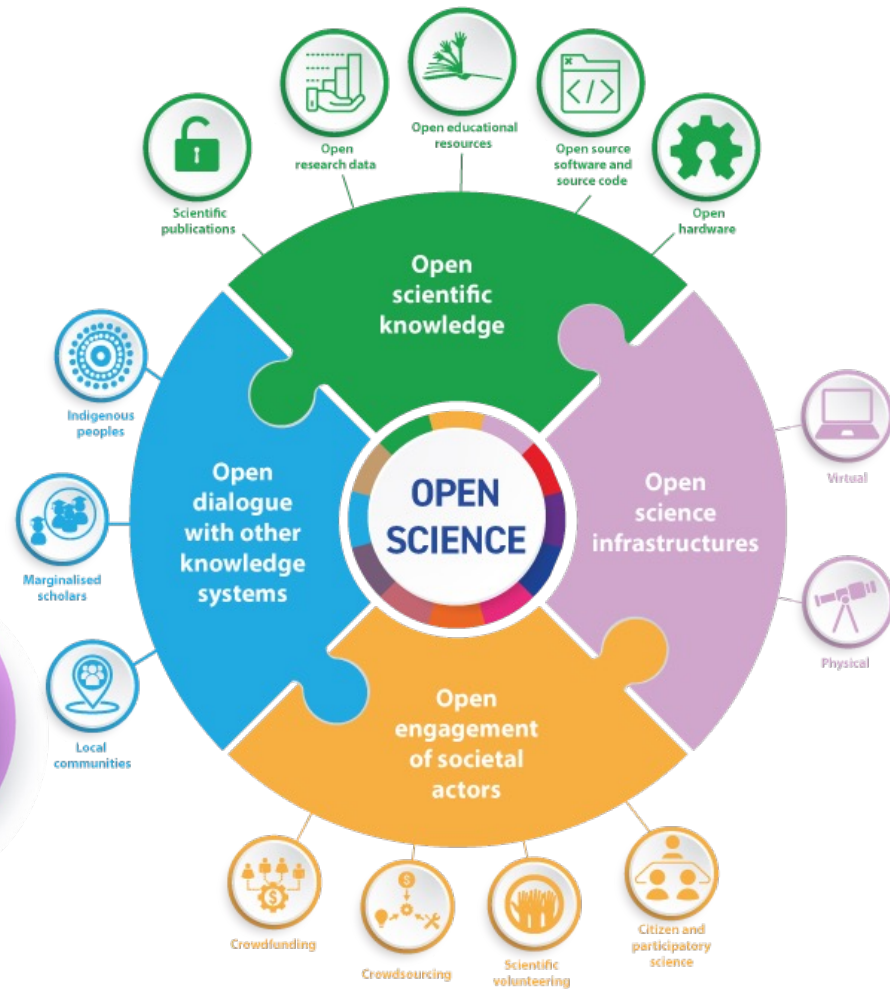 Open educational
resources
Open
research data
Open source
software and
source code
Scientific
publications
Open
hardware
Open
scientific
knowledge
Indigenous
peoples
Marginalised
scholars
Local
communities
Open
dialogue
with other
knowledge
systems
OPEN
SCIENCE
Open
science
infrastructures
Virtual
Physical
Open
engagement
of societal
actors
Crowdfunding
Crowdsourcing
Scientific
volunteering
Citizen and
participatory
science